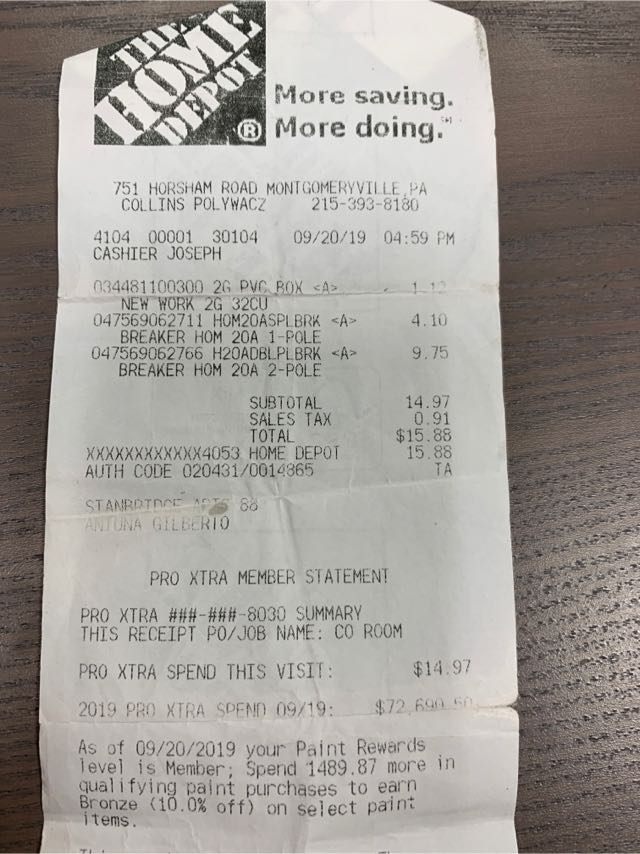 THE
HOME
DEPOT
®
More saving.
More doing.℠
751 HORSHAM ROAD MONTGOMERYVILLE,PA
COLLINS POLYWACZ 215-393-8180
4104 00001 30104 09/20/19 04:59 PM
CASHIER JOSEPH
034481100300 2G PVC BOX <A> 1.12
NEW WORK 2G 32CU
047569062711 HOM20ASPLBRK <A> 4.10
BREAKER HOM 20A 1-POLE
047569062766 H20ADBLPLBRK <A> 9.75
BREAKER HOM 20A 2-POLE
SUBTOTAL 14.97
SALES TAX 0.91
TOTAL $15.88
XXXXXXXXXXXX4053 HOME DEPOT 15.88
AUTH CODE 020431/0014365 TA
88
ANTUNA GILBERTO
PRO XTRA MEMBER STATEMENT
PRO XTRA ###-###-8030 SUMMARY
THIS RECEIPT PO/JOB NAME: CO ROOM
PRO XTRA SPEND THIS VISIT: $14.97
2019 PRO XTRA SPEND 09/19: $72,690.50
As of 09/20/2019 your Paint Rewards
level is Member; Spend 1489.87 more in
qualifying paint purchases to earn
Bronze (10.0% off) on select paint
items.